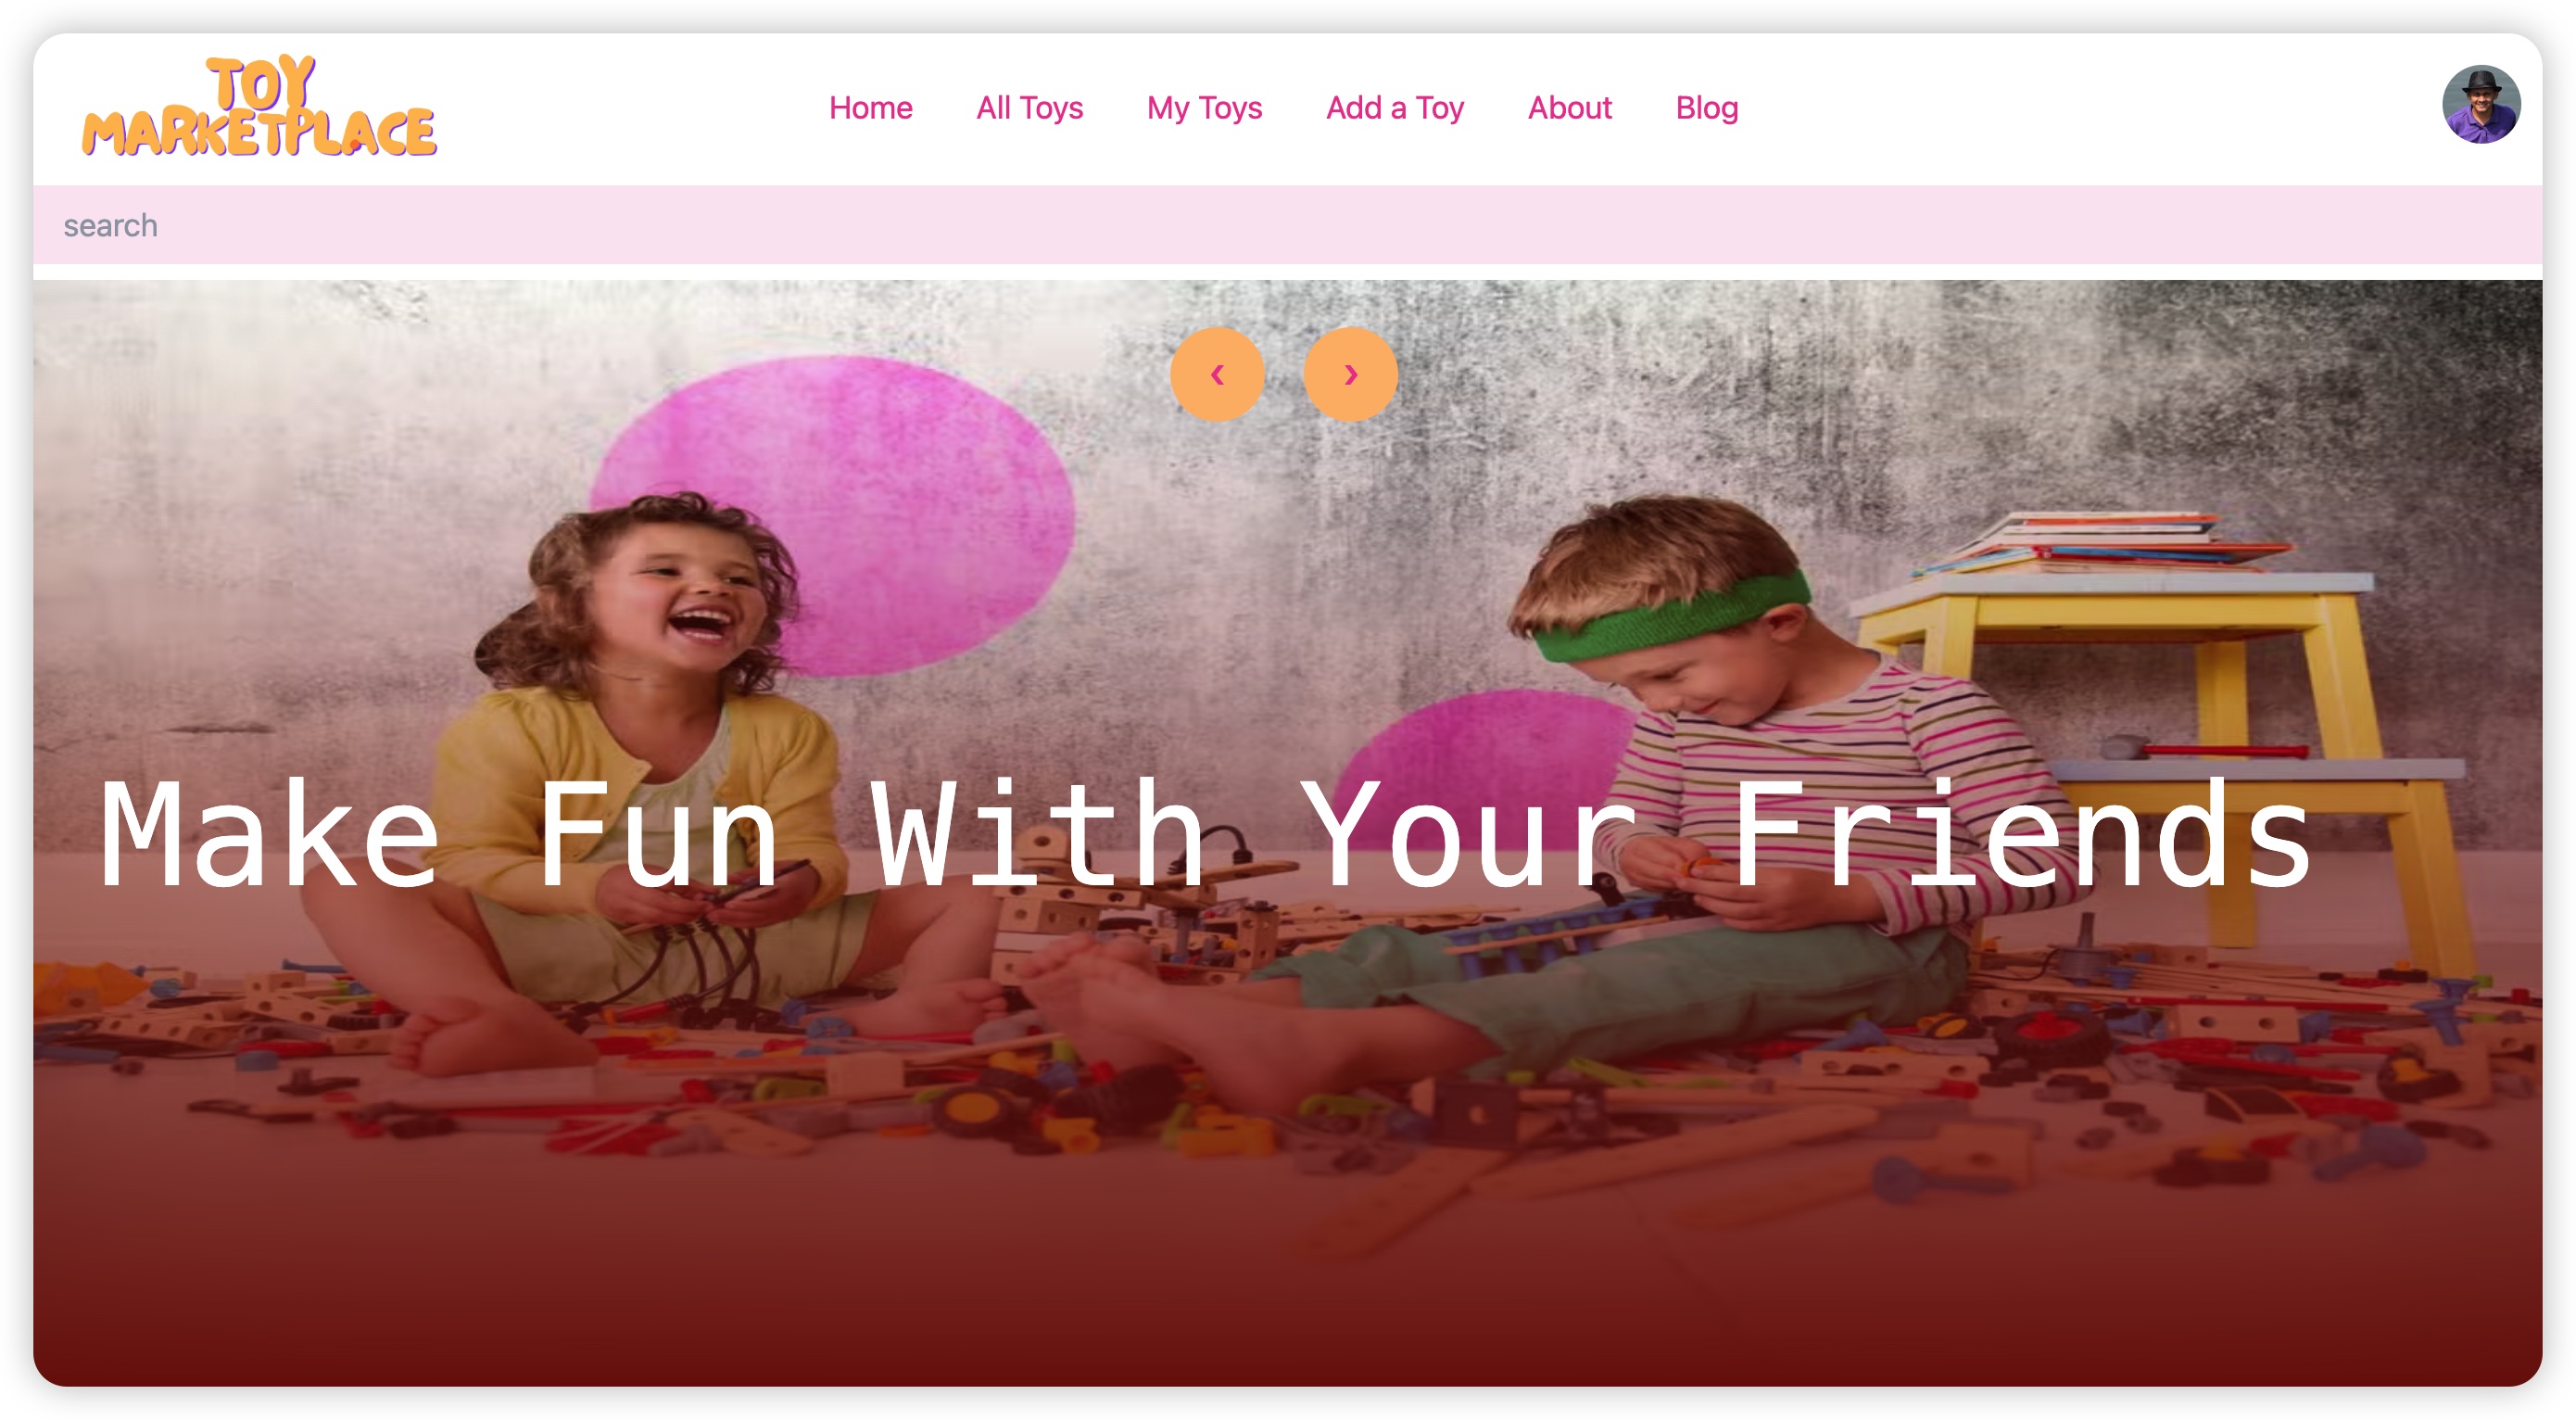 TOY
MARKETPLACE
Home All Toys My Toys Add a Toy About Blog
search
‹ ›
Make Fun With Your Friends